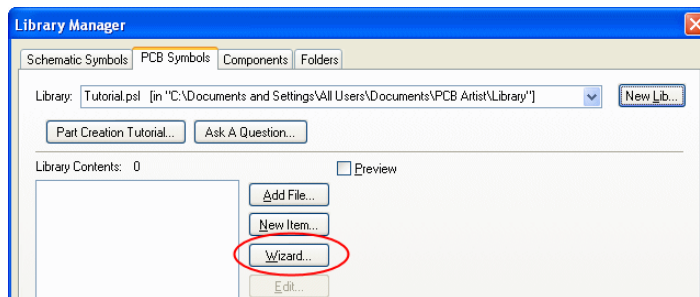 Library Manager
Schematic Symbols PCB Symbols Components Folders
Library: Tutorial.psl [in "C:\Documents and Settings\All Users\Documents\PCB Artist\Library"] New Lib...
Part Creation Tutorial... Ask A Question...
Library Contents: 0 Preview
Add File...
New Item...
Wizard...
Edit...